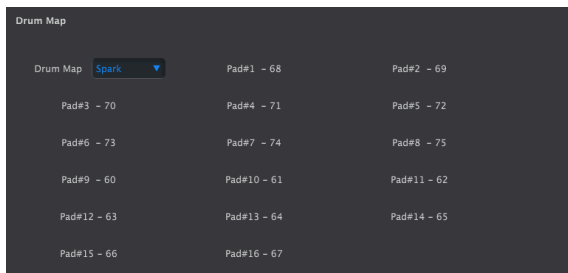 Drum Map
Drum Map Spark Pad#1 - 68 Pad#2 - 69
Pad#3 - 70 Pad#4 - 71 Pad#5 - 72
Pad#6 - 73 Pad#7 - 74 Pad#8 - 75
Pad#9 - 60 Pad#10 - 61 Pad#11 - 62
Pad#12 - 63 Pad#13 - 64 Pad#14 - 65
Pad#15 - 66 Pad#16 - 67